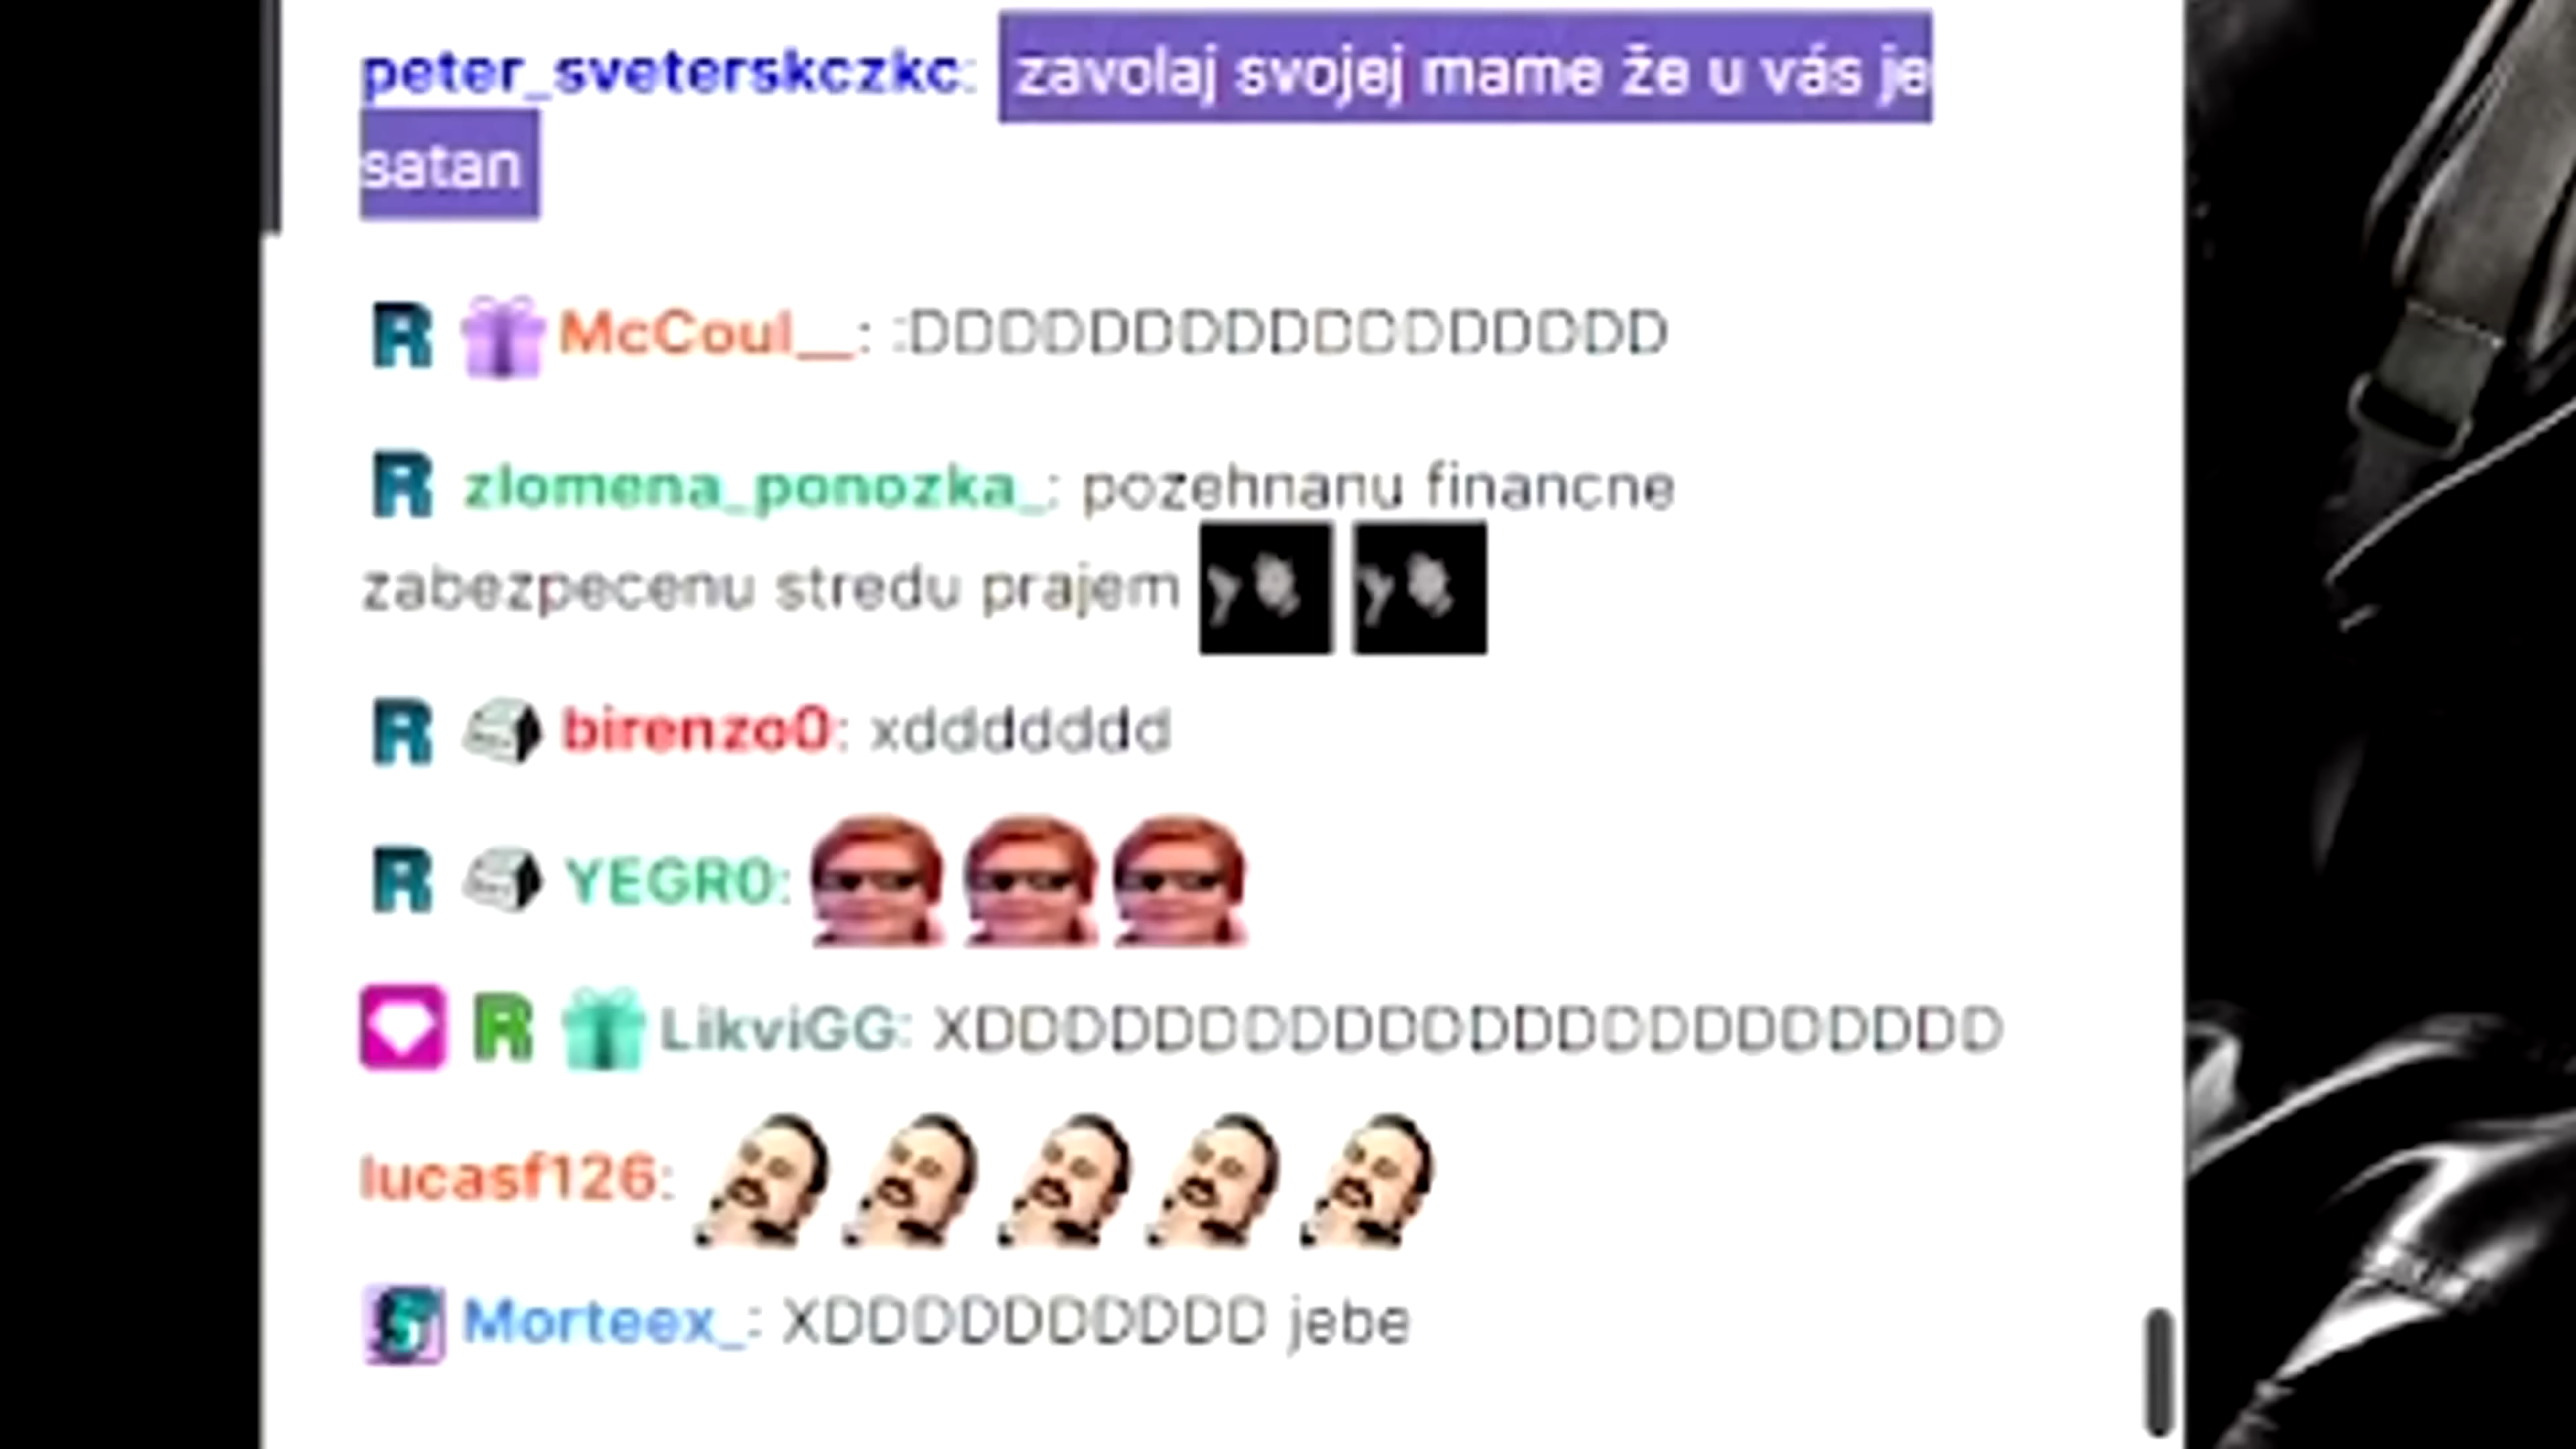 peter_sveterskczkc: zavolaj svojej mame že u vás je
satan
R McCoul__: :DDDDDDDDDDDDDDDDD
R zlomena_ponozka_: pozehnanu financne
zabezpecenu stredu prajem
R birenzo0: xddddddd
R YEGR0:
R LikviGG: XDDDDDDDDDDDDDDDDDDDDDDD
lucasf126:
Morteex_: XDDDDDDDDDD jebe